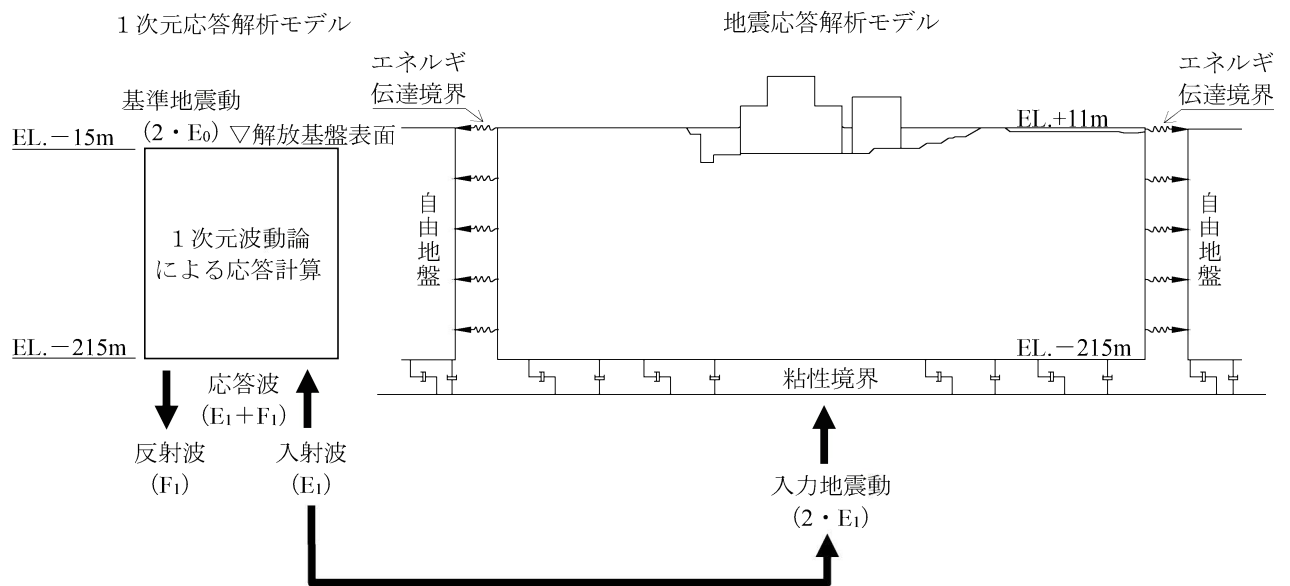 １次元応答解析モデル
地震応答解析モデル
エネルギ
伝達境界
エネルギ
伝達境界
基準地震動
(2・E₀)
▽解放基盤表面
EL.－15m
EL.+11m
１次元波動論
による応答計算
自由地盤
自由地盤
EL.－215m
EL.－215m
粘性境界
応答波
(E₁＋F₁)
反射波
(F₁)
入射波
(E₁)
入力地震動
(2・E₁)